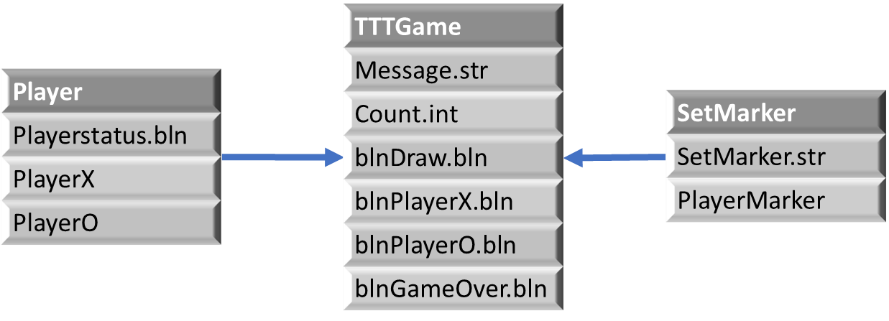 Player
Playerstatus.bln
PlayerX
PlayerO
TTTGame
Message.str
Count.int
blnDraw.bln
blnPlayerX.bln
blnPlayerO.bln
blnGameOver.bln
SetMarker
SetMarker.str
PlayerMarker